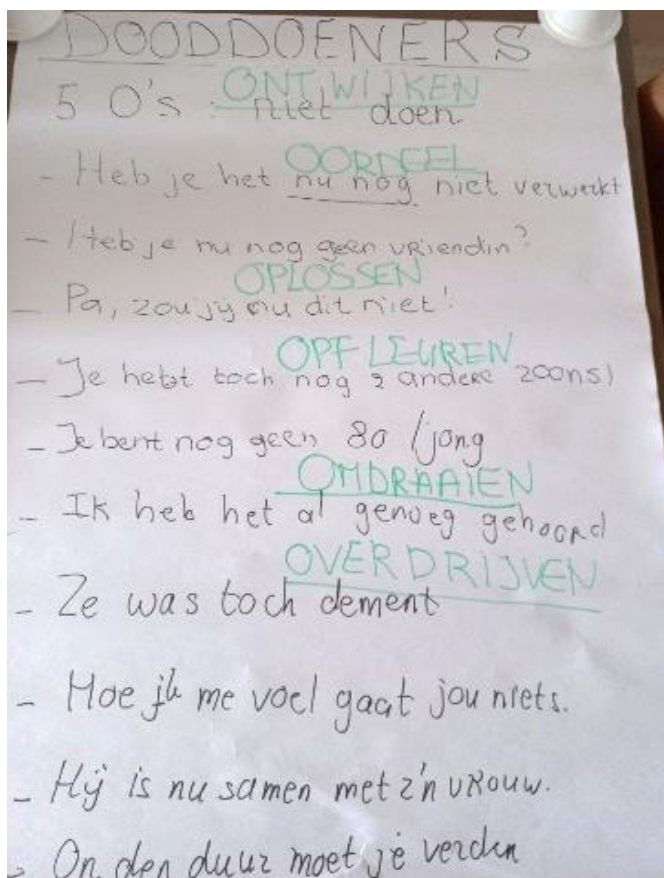 DOODDOENERS
ONTWIJKEN
5 O's : niet doen
OORDEEL
- Heb je het nu nog niet verwerkt
- Heb je nu nog geen vriendin?
OPLOSSEN
- Pa, zou jij nu dit niet!
OPFLEUREN
- Je hebt toch nog 2 andere zoons)
- Je bent nog geen 80 / jong
OMDRAAIEN
- Ik heb het al genoeg gehoord
OVERDRIJVEN
- Ze was toch dement
- Hoe ik me voel gaat jou niets.
- Hij is nu samen met z'n vrouw.
- On den duur moet je verder